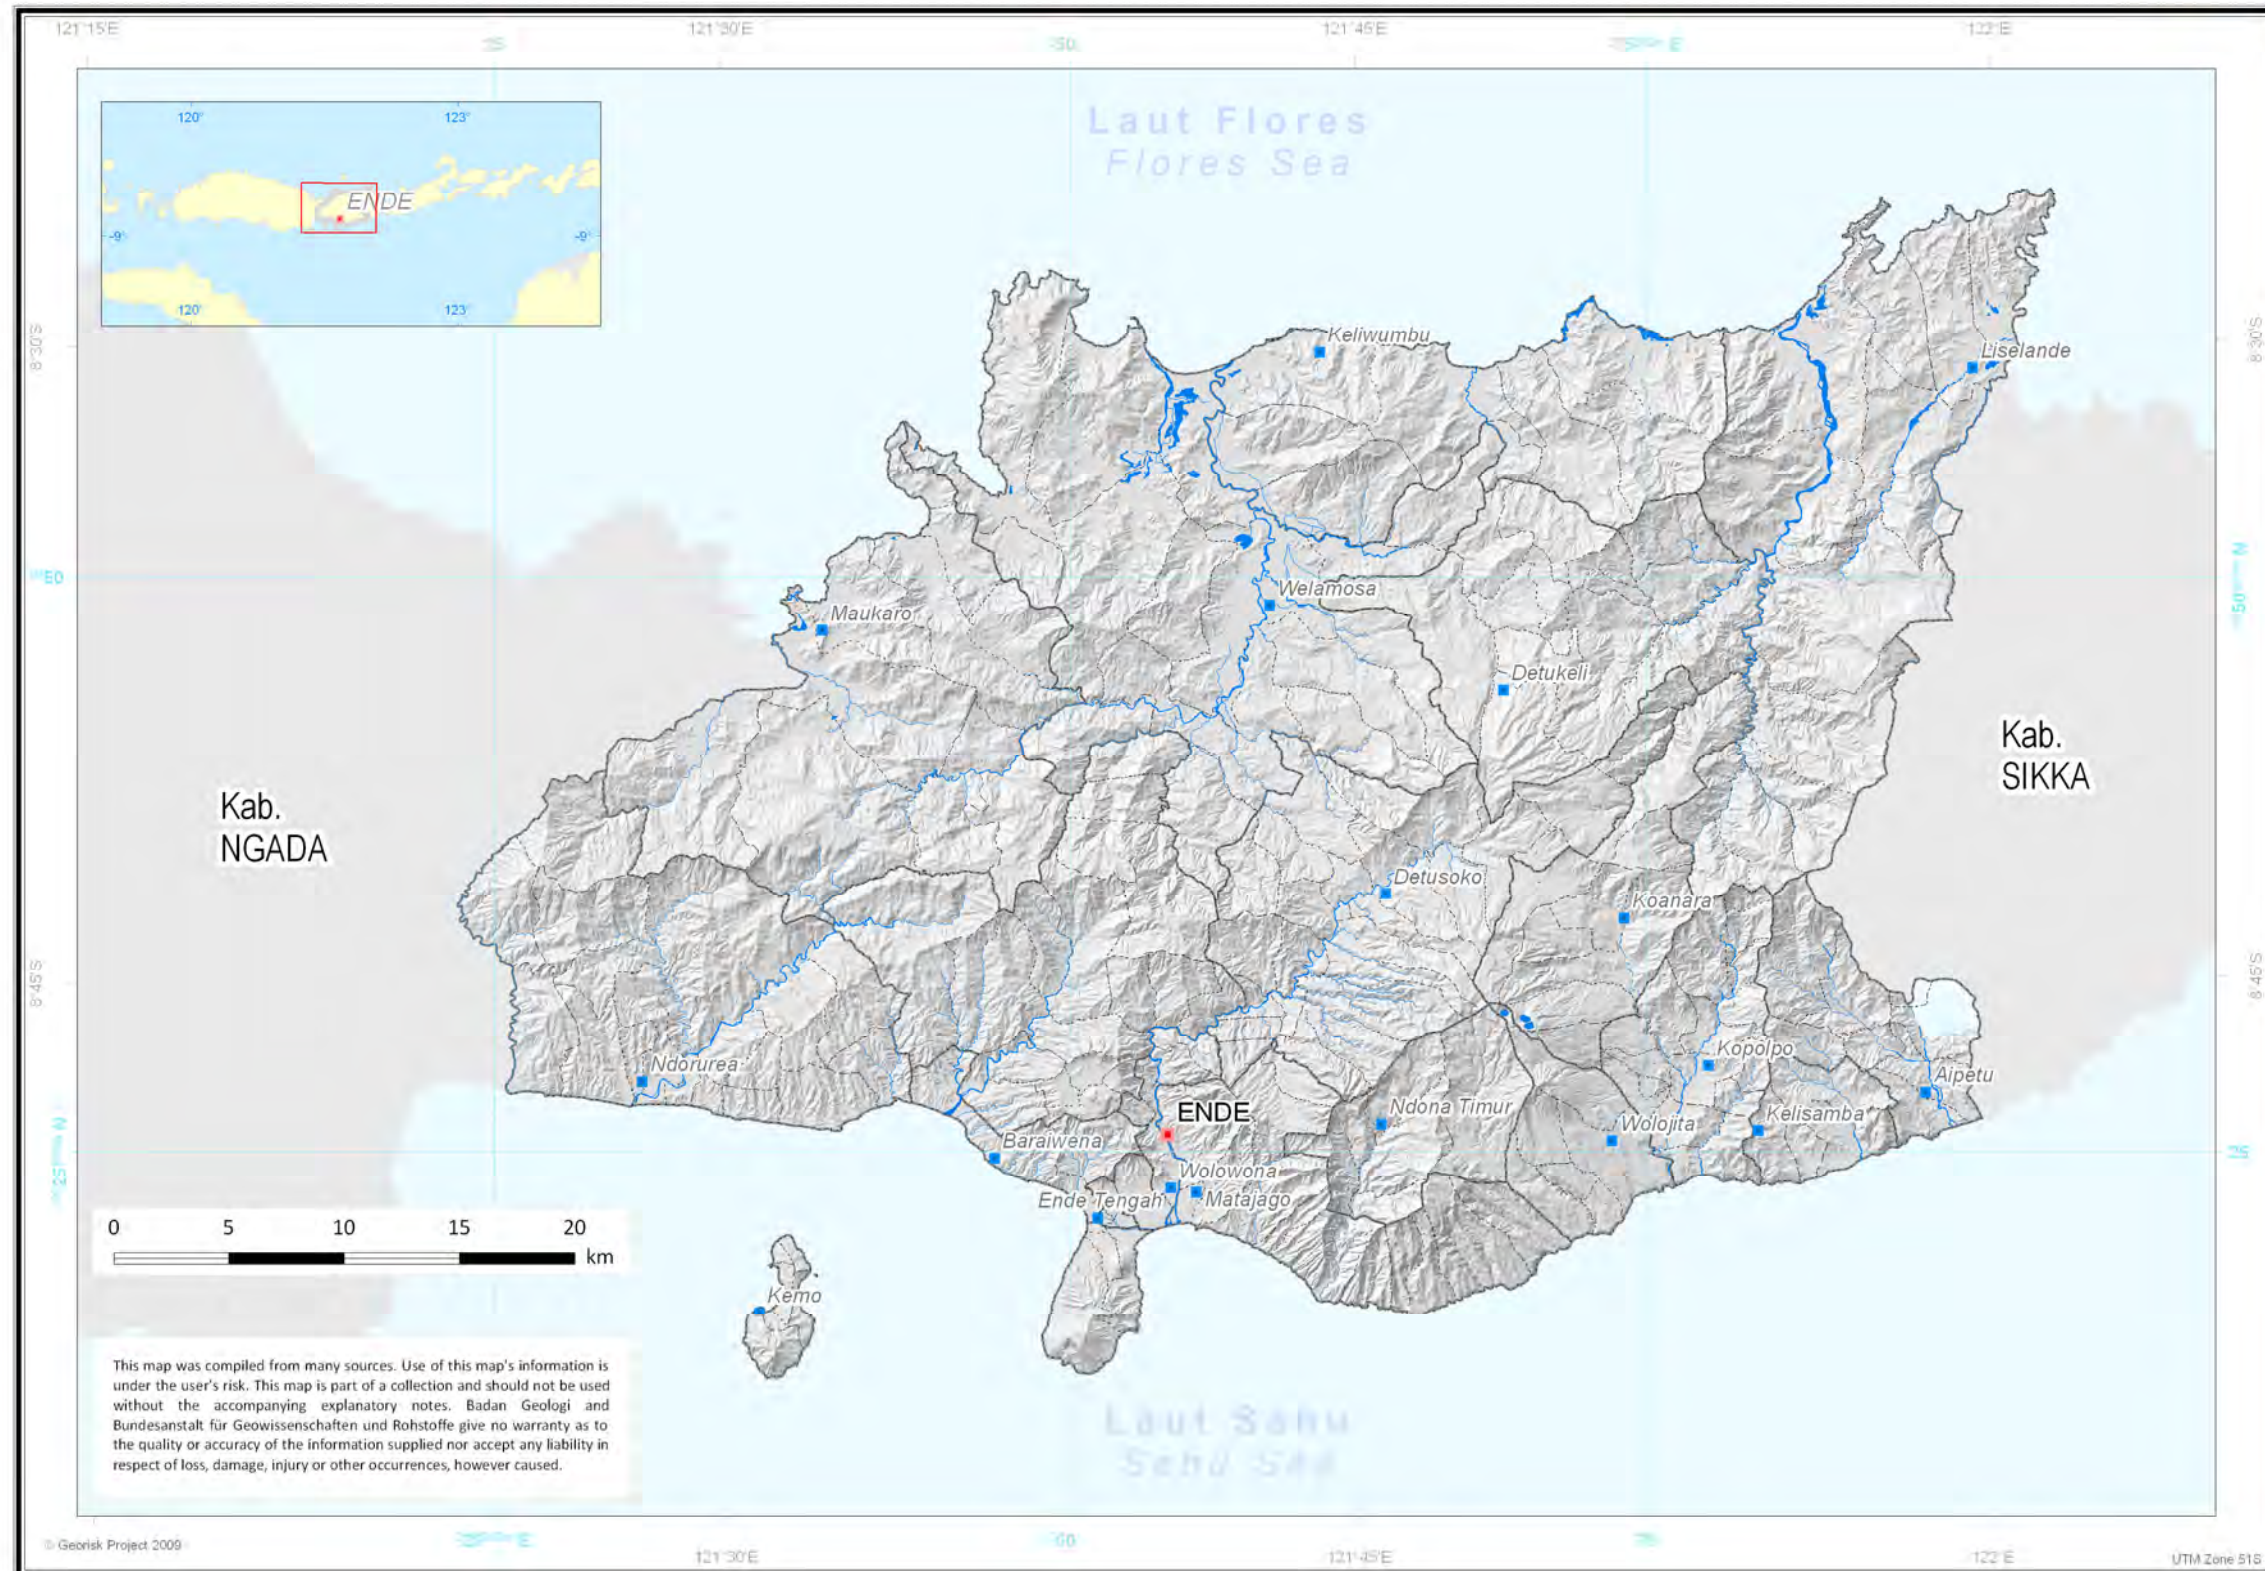 121°15'E
121°30'E
121°45'E
122°E
Laut Flores
Flores Sea
120°
123°
ENDE
-9°
-9°
120°
123°
8°30'S
8°30'S
Keliwumbu
Liselande
Welamosa
Maukaro
Detukeli
Kab.
NGADA
Kab.
SIKKA
Detusoko
Koanara
8°45'S
8°45'S
Ndorurea
Kopolpo
Aipetu
ENDE
Ndona Timur
Kelisamba
Wolojita
Baraiwena
Wolowona
Ende Tengah
Matajago
0 5 10 15 20
km
Kemo
This map was compiled from many sources. Use of this map's information is
under the user's risk. This map is part of a collection and should not be used
without the accompanying explanatory notes. Badan Geologi and
Bundesanstalt für Geowissenschaften und Rohstoffe give no warranty as to
the quality or accuracy of the information supplied nor accept any liability in
respect of loss, damage, injury or other occurrences, however caused.
Laut Sahu
Sahu Sea
© Georisk Project 2009
121°30'E
121°45'E
122°E
UTM Zone 51S